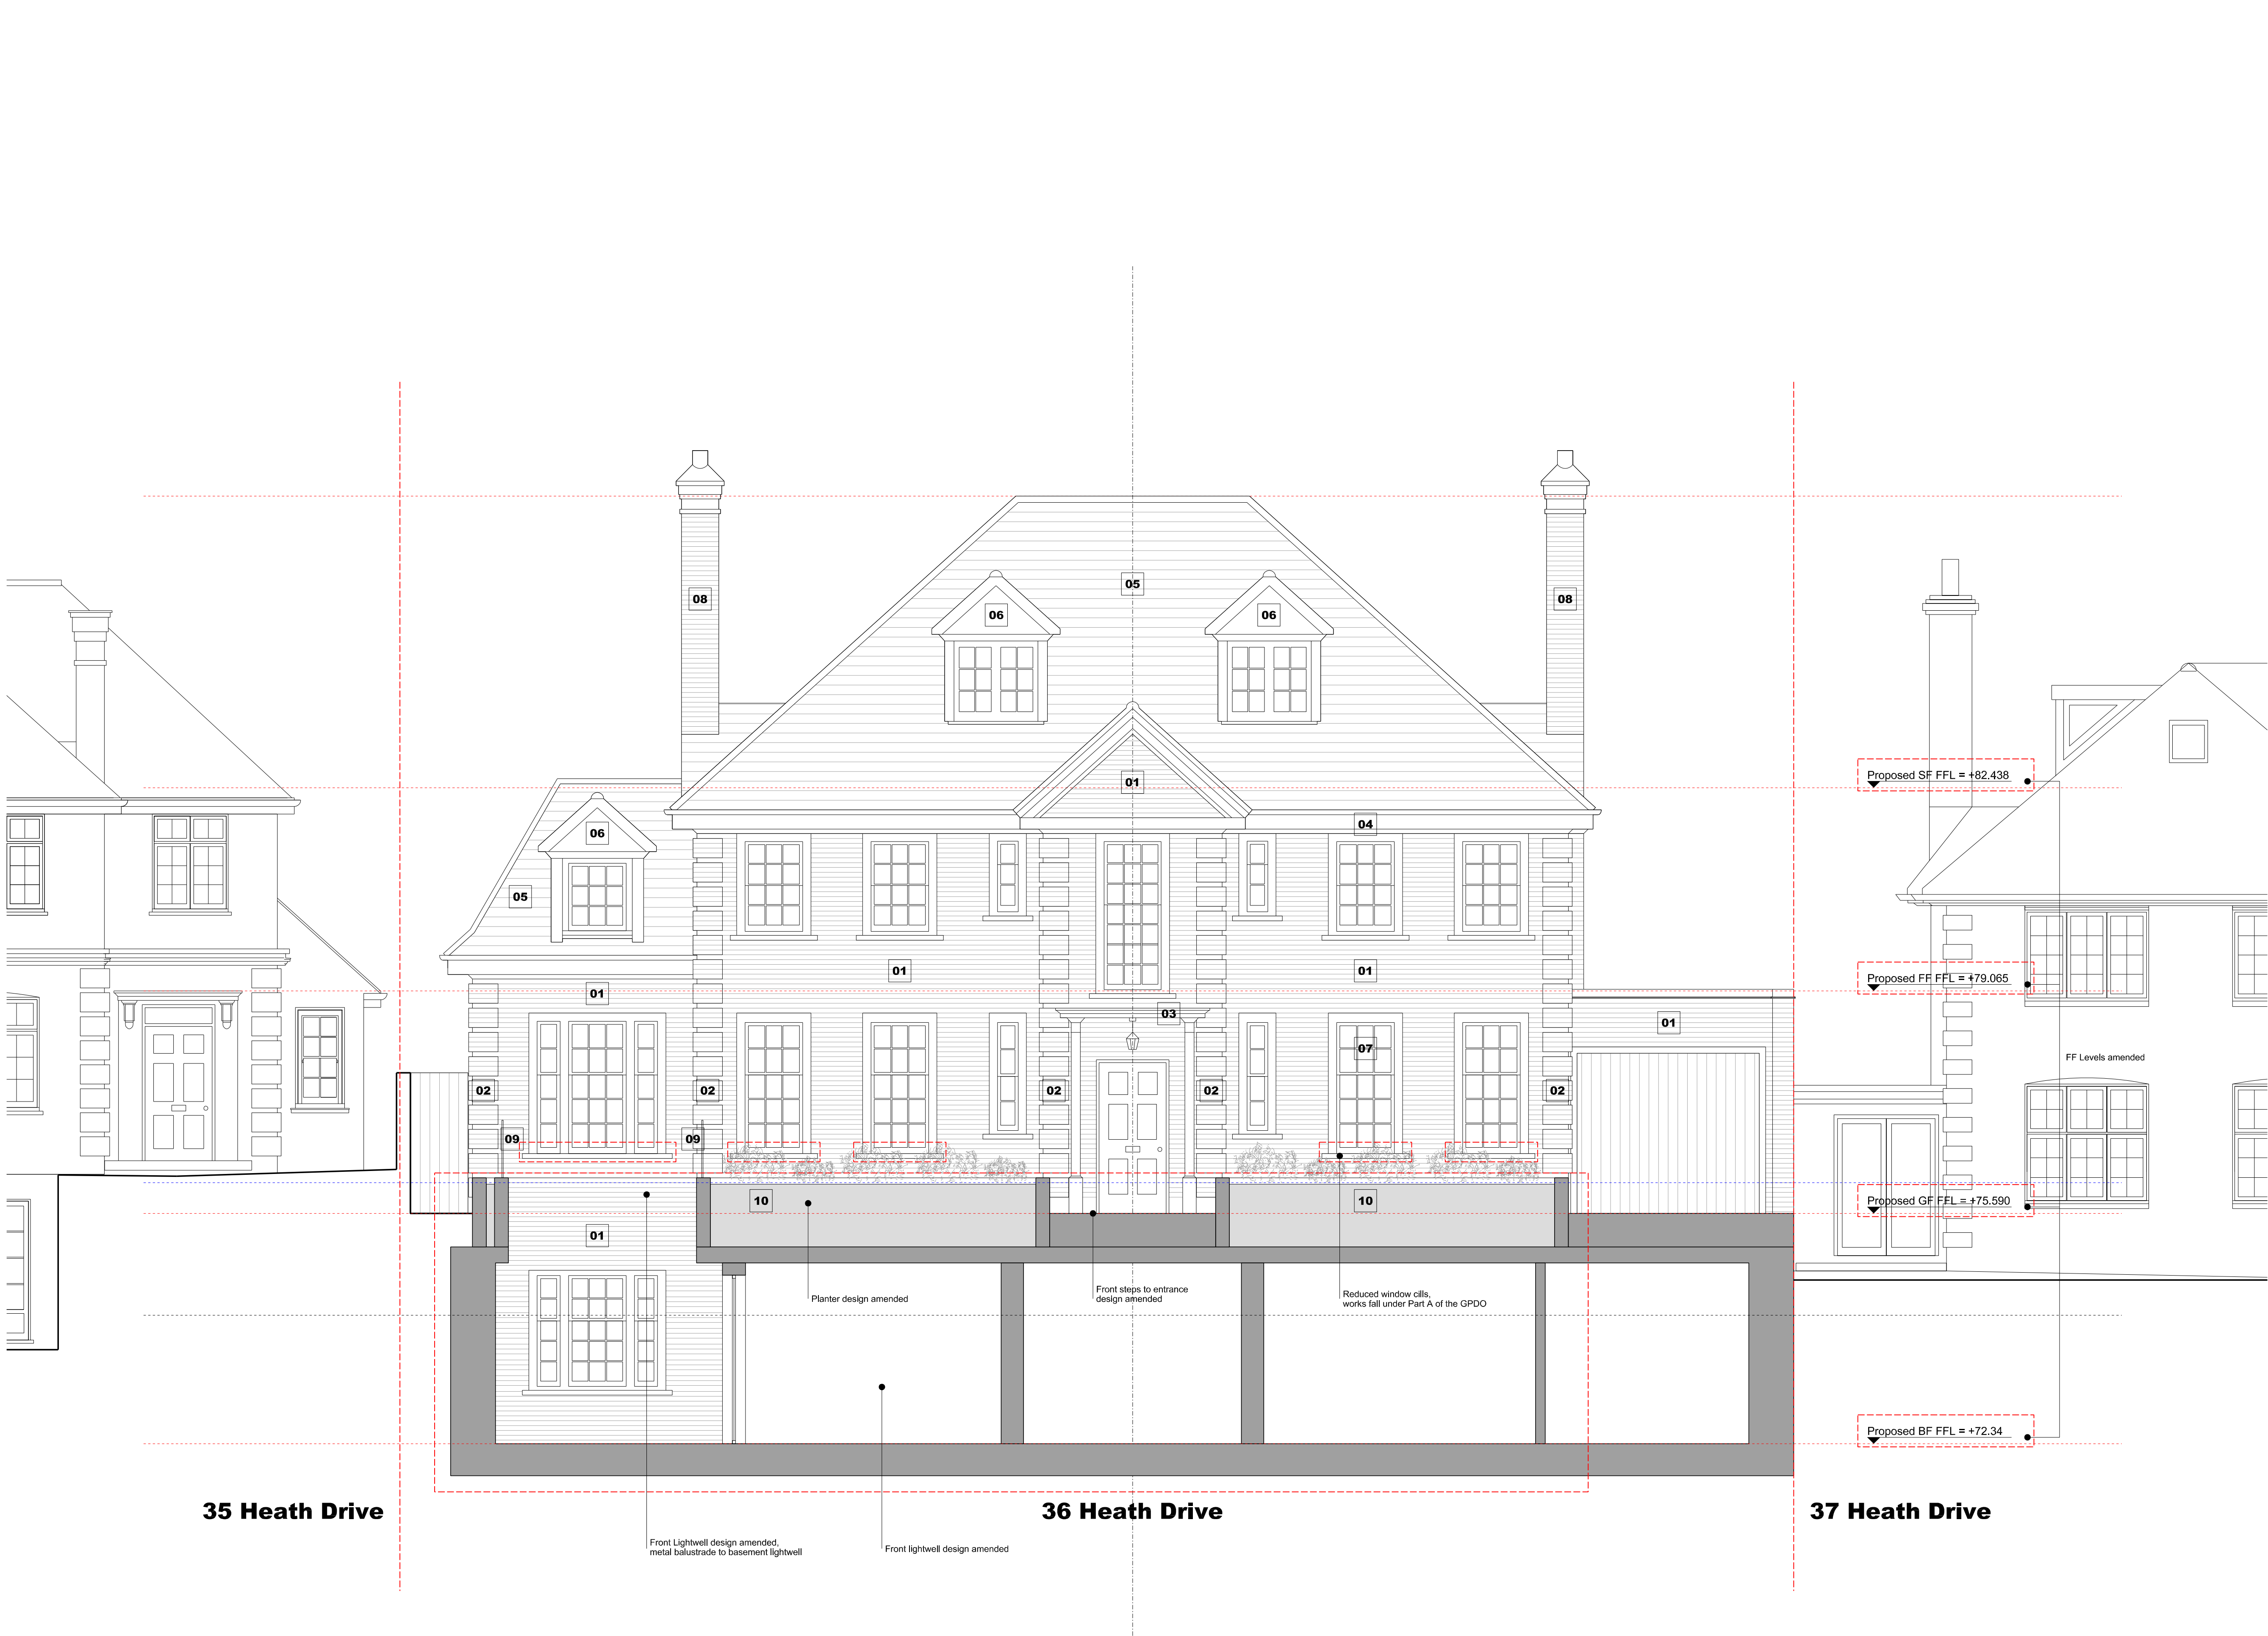 05
08
06
06
08
Proposed SF FFL = +82.438
01
04
06
05
01
01
Proposed FF FFL = +79.065
01
03
01
07
FF Levels amended
02
02
02
02
02
09
09
10
10
Proposed GF FFL = +75.590
01
Planter design amended
Front steps to entrance
design amended
Reduced window cills,
works fall under Part A of the GPDO
Proposed BF FFL = +72.34
35 Heath Drive
36 Heath Drive
37 Heath Drive
Front Lightwell design amended,
metal balustrade to basement lightwell
Front lightwell design amended